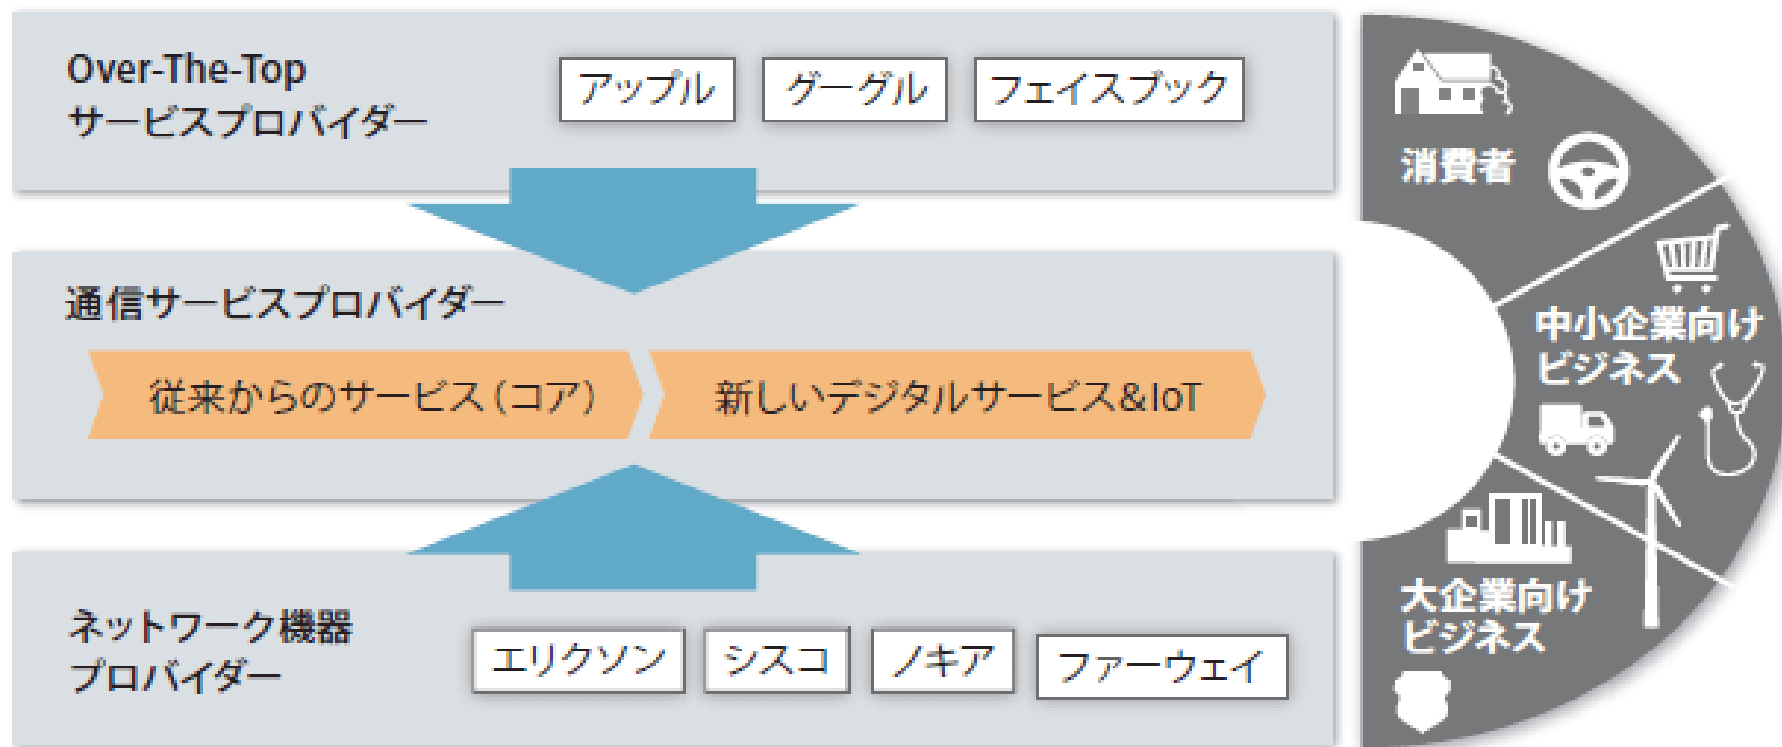 Over-The-Top
サービスプロバイダー
アップル
グーグル
フェイスブック
消費者
通信サービスプロバイダー
従来からのサービス（コア）
新しいデジタルサービス&IoT
中小企業向け
ビジネス
ネットワーク機器
プロバイダー
エリクソン
シスコ
ノキア
ファーウェイ
大企業向け
ビジネス